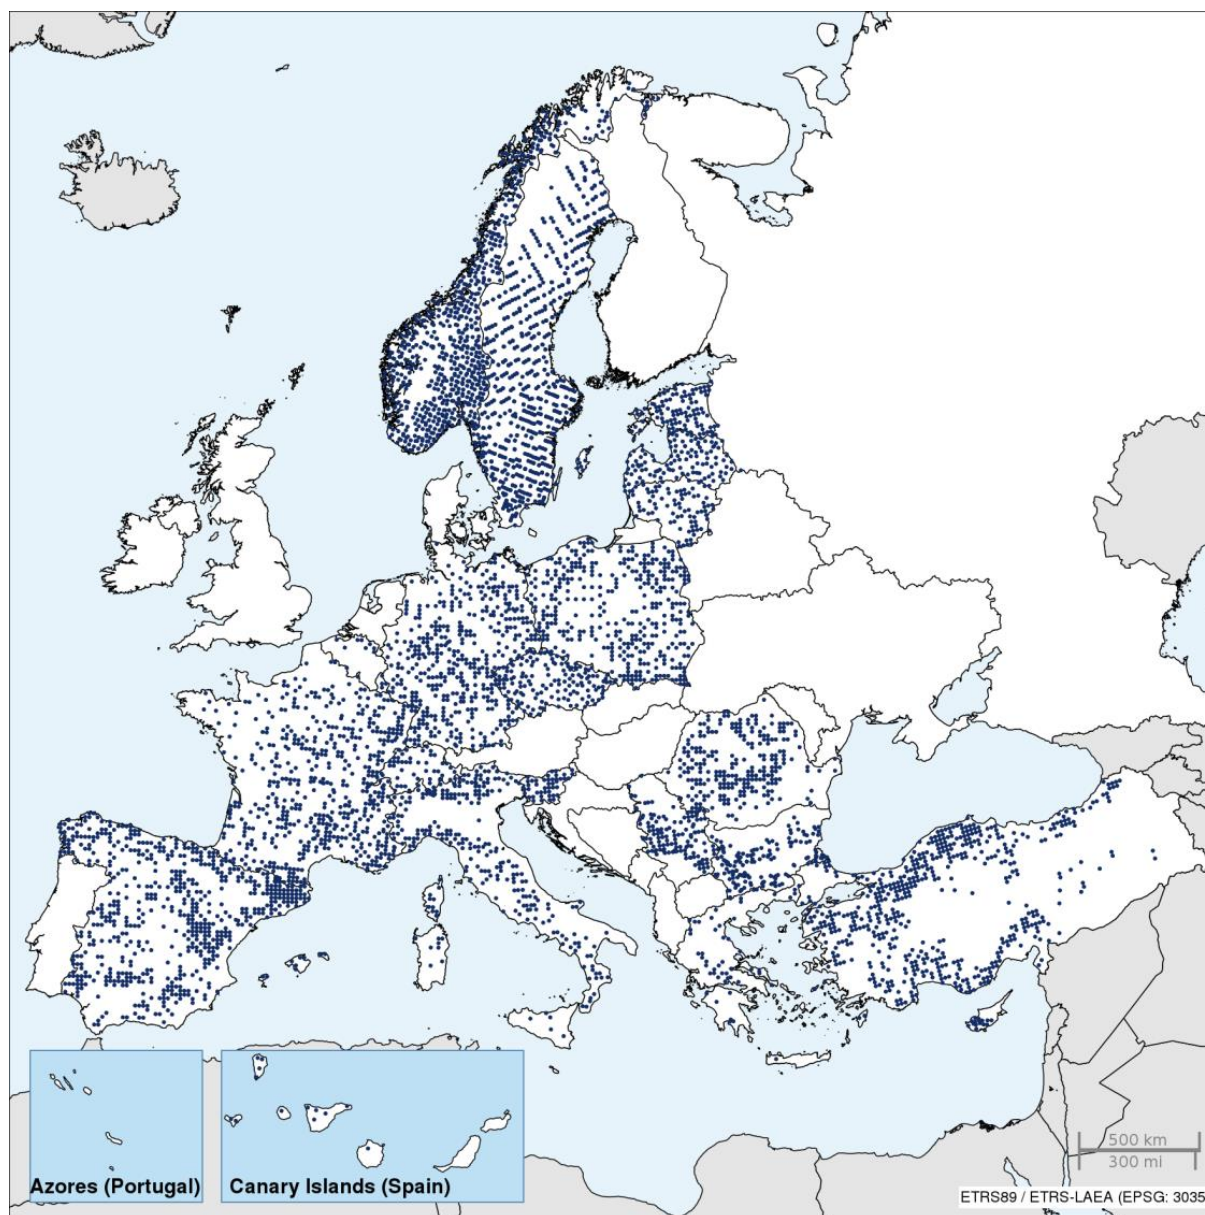 500 km
300 mi
Azores (Portugal)
Canary Islands (Spain)
ETRS89 / ETRS-LAEA (EPSG: 3035